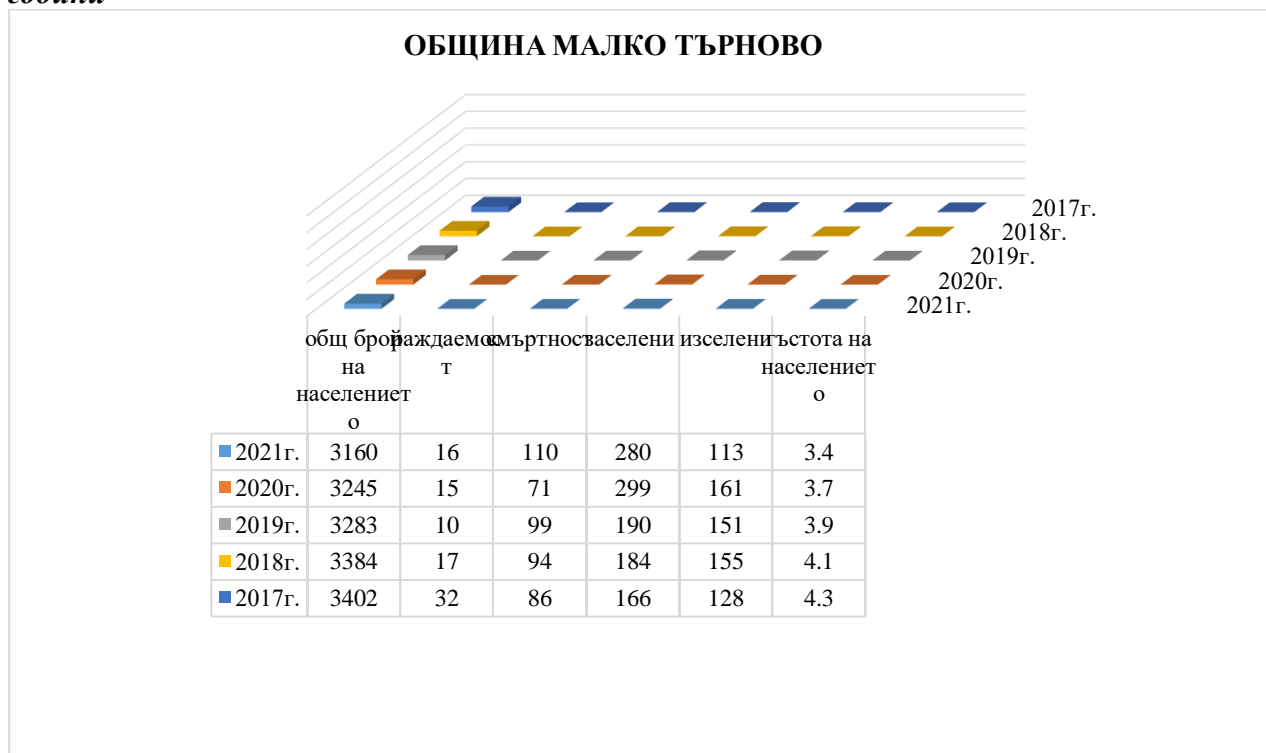 ОБЩИНА МАЛКО ТЪРНОВО
2017г.
2018г.
2019г.
2020г.
2021г.
общ брой на населението раждаемост смъртност заселени изселени гъстота на населението
2021г. 3160 16 110 280 113 3.4
2020г. 3245 15 71 299 161 3.7
2019г. 3283 10 99 190 151 3.9
2018г. 3384 17 94 184 155 4.1
2017г. 3402 32 86 166 128 4.3